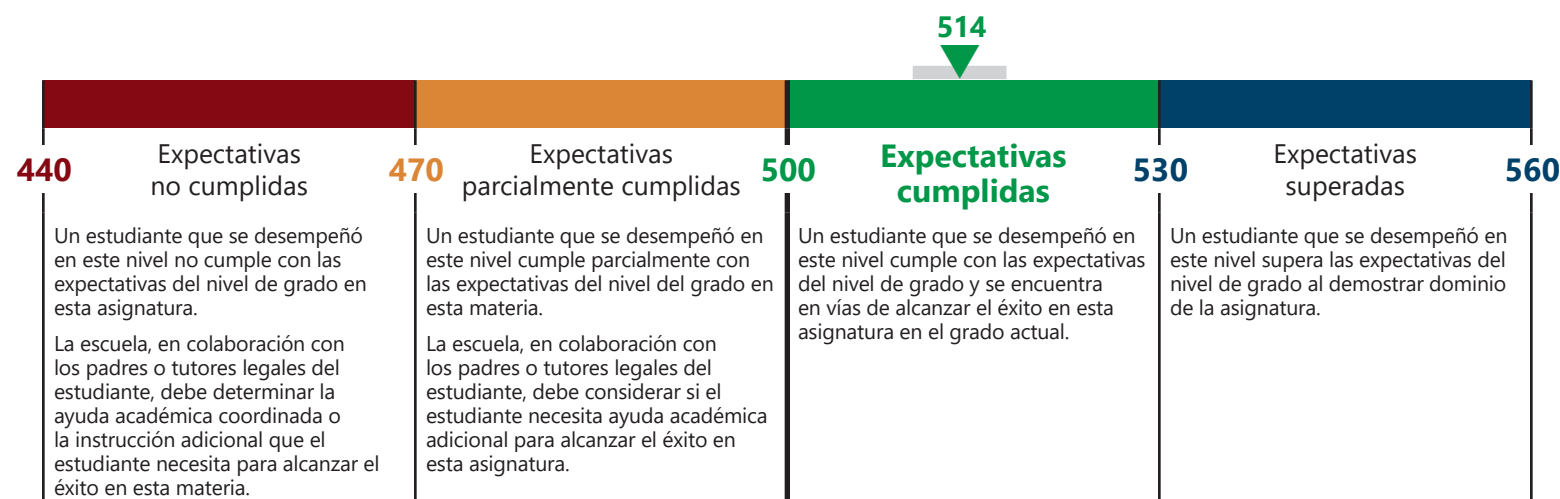 514
440
Expectativas
no cumplidas
470
Expectativas
parcialmente cumplidas
500
Expectativas
cumplidas
530
Expectativas
superadas
560
Un estudiante que se desempeñó
en este nivel no cumple con las
expectativas del nivel de grado en
esta asignatura.
La escuela, en colaboración con
los padres o tutores legales del
estudiante, debe determinar la
ayuda académica coordinada o
la instrucción adicional que el
estudiante necesita para alcanzar el
éxito en esta materia.
Un estudiante que se desempeñó en
este nivel cumple parcialmente con
las expectativas del nivel del grado en
esta materia.
La escuela, en colaboración con
los padres o tutores legales del
estudiante, debe considerar si el
estudiante necesita ayuda académica
adicional para alcanzar el éxito en
esta asignatura.
Un estudiante que se desempeñó en
este nivel cumple con las expectativas
del nivel de grado y se encuentra
en vías de alcanzar el éxito en esta
asignatura en el grado actual.
Un estudiante que se desempeñó en
este nivel supera las expectativas del
nivel de grado al demostrar dominio
de la asignatura.